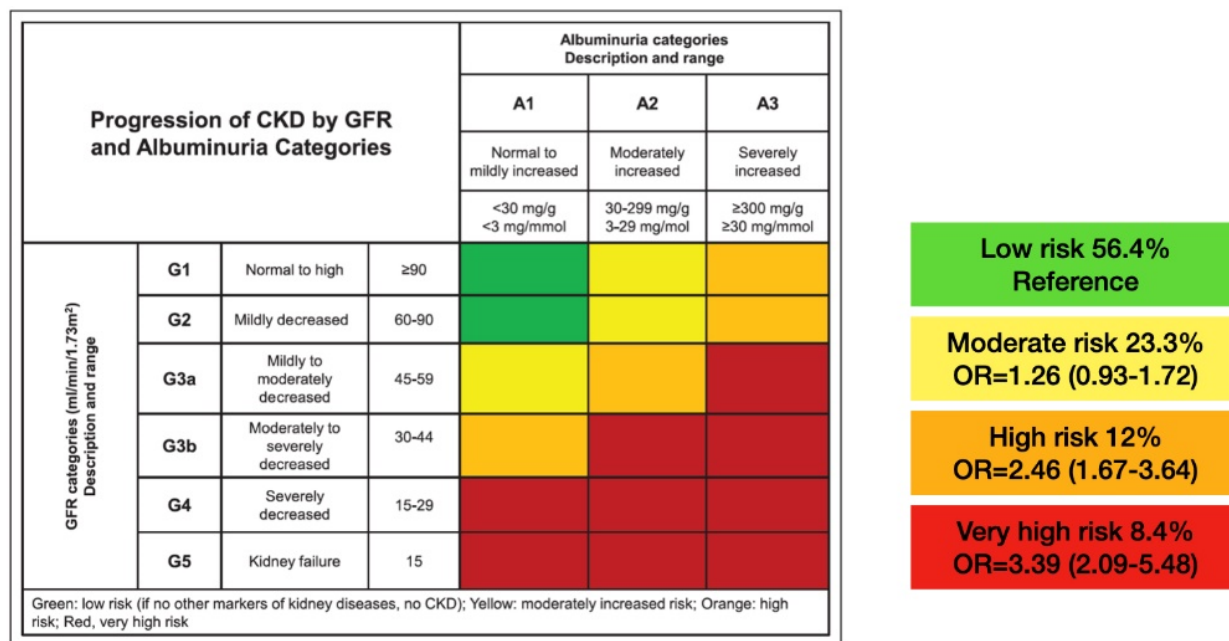 Progression of CKD by GFR
and Albuminuria Categories
Albuminuria categories
Description and range
A1
A2
A3
Normal to
mildly increased
Moderately
increased
Severely
increased
<30 mg/g
<3 mg/mmol
30-299 mg/g
3-29 mg/mol
≥300 mg/g
≥30 mg/mmol
GFR categories (ml/min/1.73m²)
Description and range
G1
Normal to high
≥90
G2
Mildly decreased
60-90
G3a
Mildly to
moderately
decreased
45-59
G3b
Moderately to
severely
decreased
30-44
G4
Severely
decreased
15-29
G5
Kidney failure
15
Green: low risk (if no other markers of kidney diseases, no CKD); Yellow: moderately increased risk; Orange: high
risk; Red, very high risk
Low risk 56.4%
Reference
Moderate risk 23.3%
OR=1.26 (0.93-1.72)
High risk 12%
OR=2.46 (1.67-3.64)
Very high risk 8.4%
OR=3.39 (2.09-5.48)